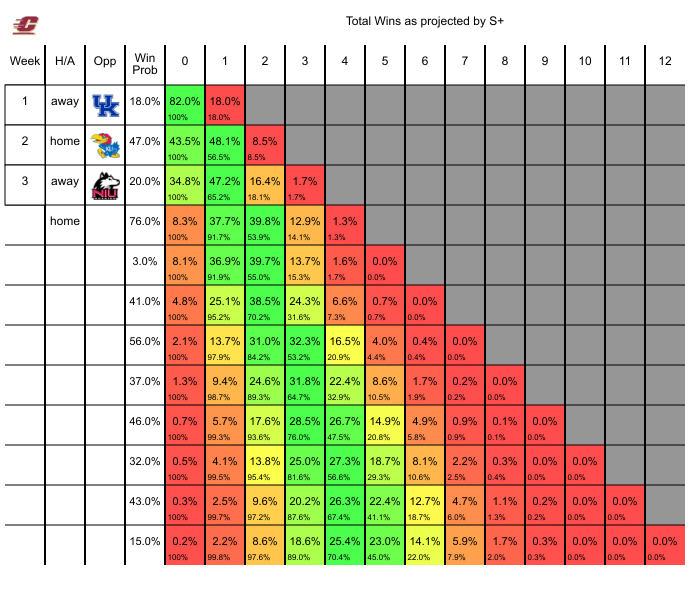 Total Wins as projected by S+
C
Week H/A Opp Win Prob 0 1 2 3 4 5 6 7 8 9 10 11 12
1 away UK 18.0% 82.0% 18.0%
100% 18.0%
2 home KU 47.0% 43.5% 48.1% 8.5%
100% 56.5% 8.5%
3 away NIU 20.0% 34.8% 47.2% 16.4% 1.7%
100% 65.2% 18.1% 1.7%
home 76.0% 8.3% 37.7% 39.8% 12.9% 1.3%
100% 91.7% 53.9% 14.1% 1.3%
3.0% 8.1% 36.9% 39.7% 13.7% 1.6% 0.0%
100% 91.9% 55.0% 15.3% 1.7% 0.0%
41.0% 4.8% 25.1% 38.5% 24.3% 6.6% 0.7% 0.0%
100% 95.2% 70.2% 31.6% 7.3% 0.7% 0.0%
56.0% 2.1% 13.7% 31.0% 32.3% 16.5% 4.0% 0.4% 0.0%
100% 97.9% 84.2% 53.2% 20.9% 4.4% 0.4% 0.0%
37.0% 1.3% 9.4% 24.6% 31.8% 22.4% 8.6% 1.7% 0.2% 0.0%
100% 98.7% 89.3% 64.7% 32.9% 10.5% 1.9% 0.2% 0.0%
46.0% 0.7% 5.7% 17.6% 28.5% 26.7% 14.9% 4.9% 0.9% 0.1% 0.0%
100% 99.3% 93.6% 76.0% 47.5% 20.8% 5.8% 0.9% 0.1% 0.0%
32.0% 0.5% 4.1% 13.8% 25.0% 27.3% 18.7% 8.1% 2.2% 0.3% 0.0% 0.0%
100% 99.5% 95.4% 81.6% 56.6% 29.3% 10.6% 2.5% 0.4% 0.0% 0.0%
43.0% 0.3% 2.5% 9.6% 20.2% 26.3% 22.4% 12.7% 4.7% 1.1% 0.2% 0.0% 0.0%
100% 99.7% 97.2% 87.6% 67.4% 41.1% 18.7% 6.0% 1.3% 0.2% 0.0% 0.0%
15.0% 0.2% 2.2% 8.6% 18.6% 25.4% 23.0% 14.1% 5.9% 1.7% 0.3% 0.0% 0.0% 0.0%
100% 99.8% 97.6% 89.0% 70.4% 45.0% 22.0% 7.9% 2.0% 0.3% 0.0% 0.0% 0.0%